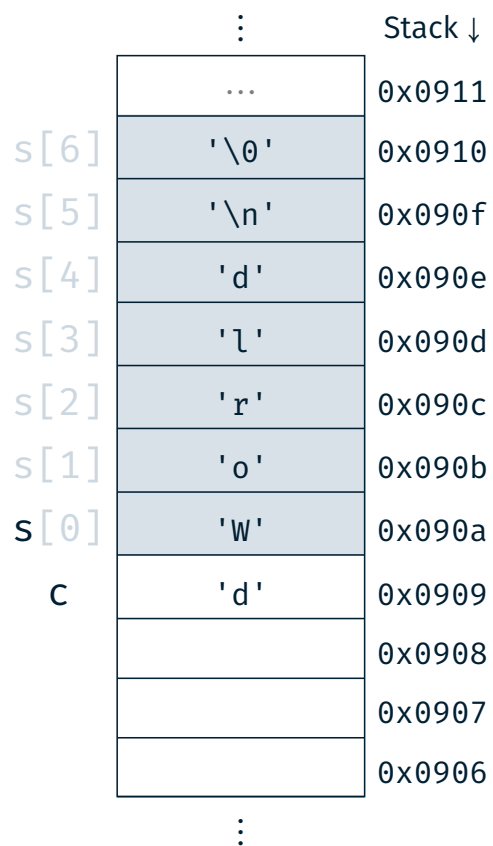 ⋮ Stack ↓
... 0x0911
s[6] '\0' 0x0910
s[5] '\n' 0x090f
s[4] 'd' 0x090e
s[3] 'l' 0x090d
s[2] 'r' 0x090c
s[1] 'o' 0x090b
s[0] 'W' 0x090a
c 'd' 0x0909
0x0908
0x0907
0x0906
⋮